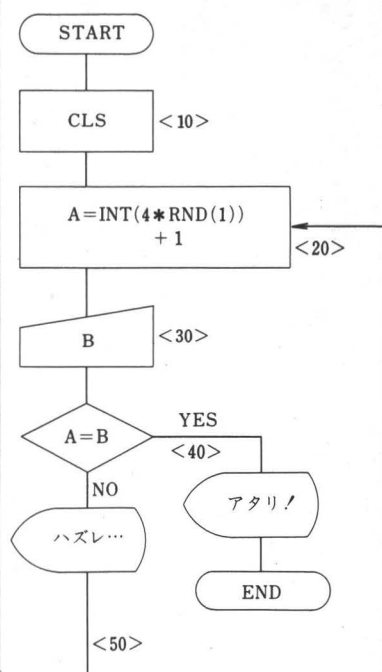 START
CLS
<10>
A=INT(4*RND(1))
+1
<20>
B
<30>
A=B
YES
<40>
NO
アタリ!
ハズレ…
END
<50>